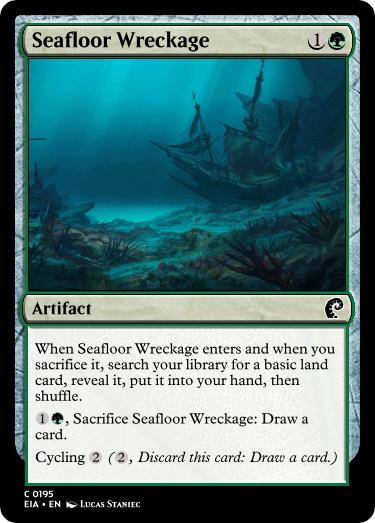 Seafloor Wreckage 1
Artifact
When Seafloor Wreckage enters and when you
sacrifice it, search your library for a basic land
card, reveal it, put it into your hand, then
shuffle.
1, Sacrifice Seafloor Wreckage: Draw a
card.
Cycling 2 (2, Discard this card: Draw a card.)
C 0195
EIA • EN Lucas Staniec